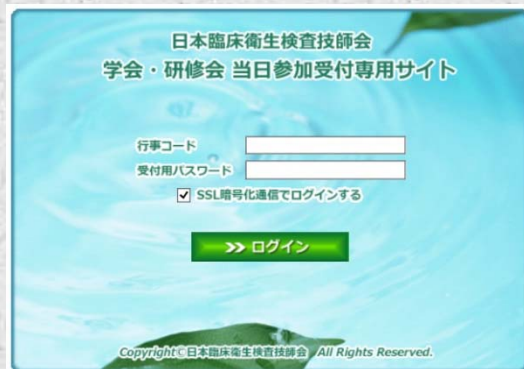 日本臨床衛生検査技師会
学会・研修会 当日参加受付専用サイト
行事コード
受付用パスワード
SSL暗号化通信でログインする
ログイン
Copyright©日本臨床衛生検査技師会 All Rights Reserved.